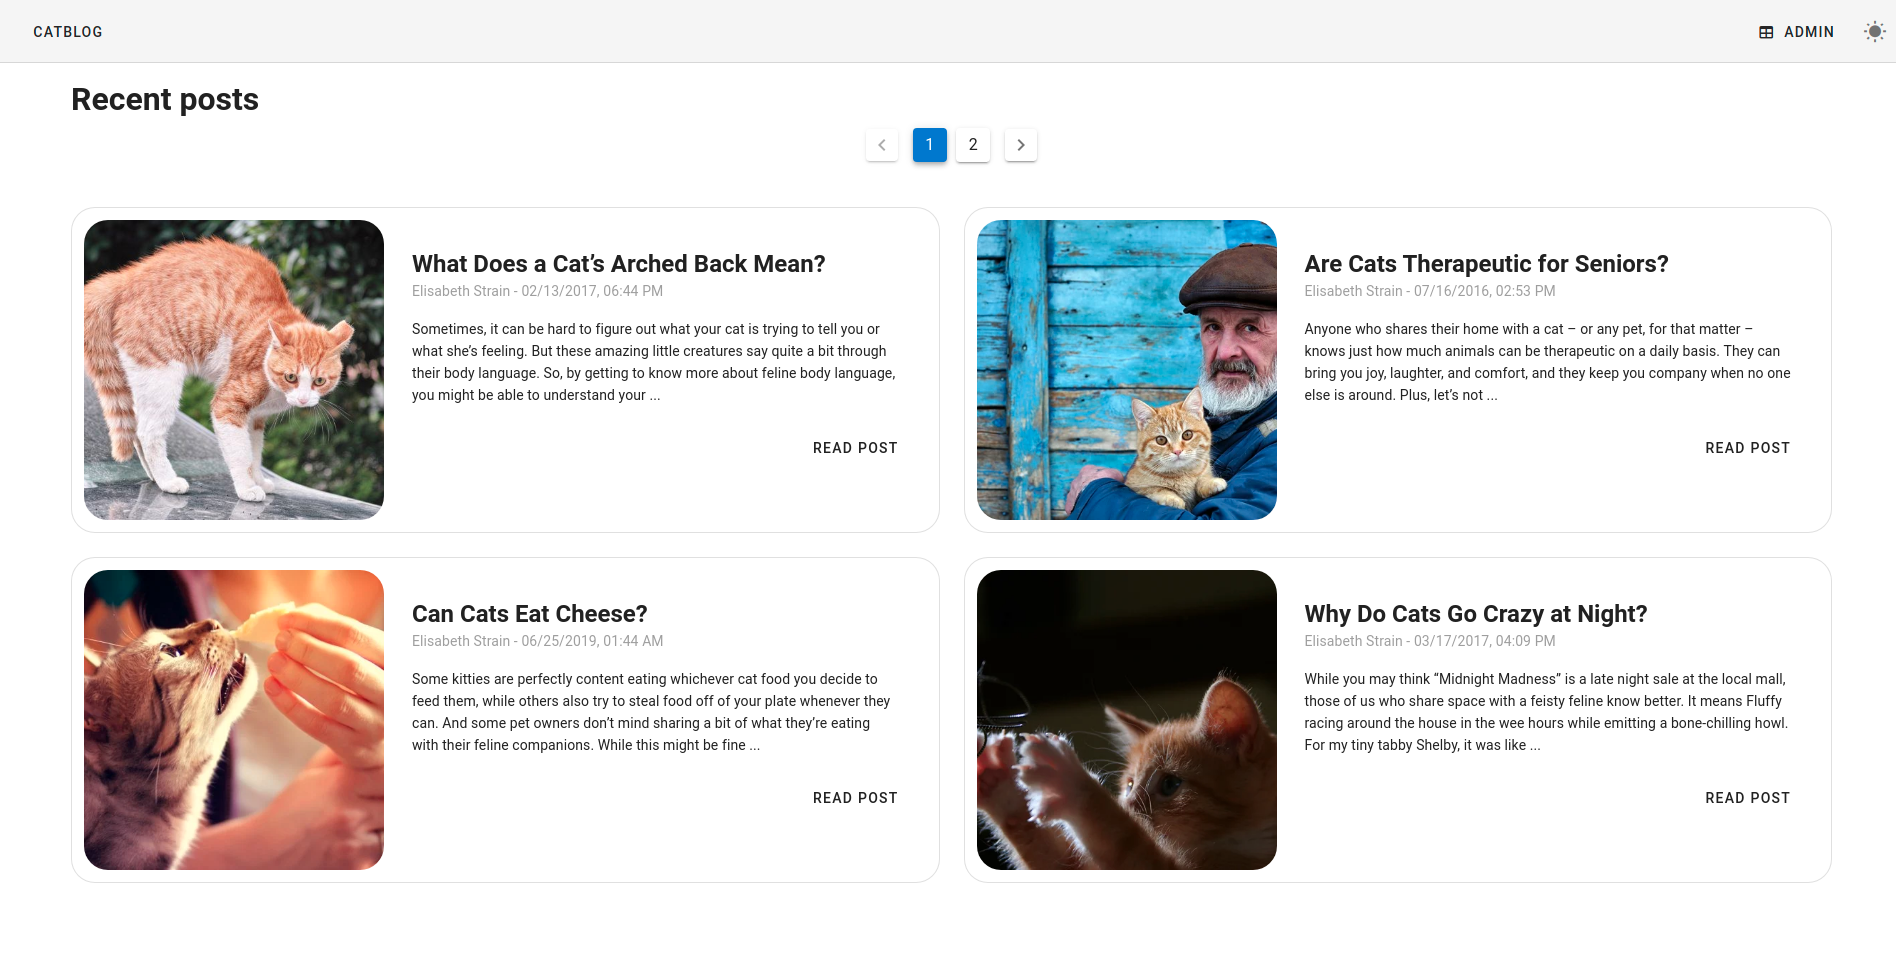 CATBLOG
ADMIN
Recent posts
1
2
What Does a Cat’s Arched Back Mean?
Elisabeth Strain - 02/13/2017, 06:44 PM
Sometimes, it can be hard to figure out what your cat is trying to tell you or
what she’s feeling. But these amazing little creatures say quite a bit through
their body language. So, by getting to know more about feline body language,
you might be able to understand your ...
READ POST
Are Cats Therapeutic for Seniors?
Elisabeth Strain - 07/16/2016, 02:53 PM
Anyone who shares their home with a cat – or any pet, for that matter –
knows just how much animals can be therapeutic on a daily basis. They can
bring you joy, laughter, and comfort, and they keep you company when no one
else is around. Plus, let’s not ...
READ POST
Can Cats Eat Cheese?
Elisabeth Strain - 06/25/2019, 01:44 AM
Some kitties are perfectly content eating whichever cat food you decide to
feed them, while others also try to steal food off of your plate whenever they
can. And some pet owners don’t mind sharing a bit of what they’re eating
with their feline companions. While this might be fine ...
READ POST
Why Do Cats Go Crazy at Night?
Elisabeth Strain - 03/17/2017, 04:09 PM
While you may think “Midnight Madness” is a late night sale at the local mall,
those of us who share space with a feisty feline know better. It means Fluffy
racing around the house in the wee hours while emitting a bone-chilling howl.
For my tiny tabby Shelby, it was like ...
READ POST